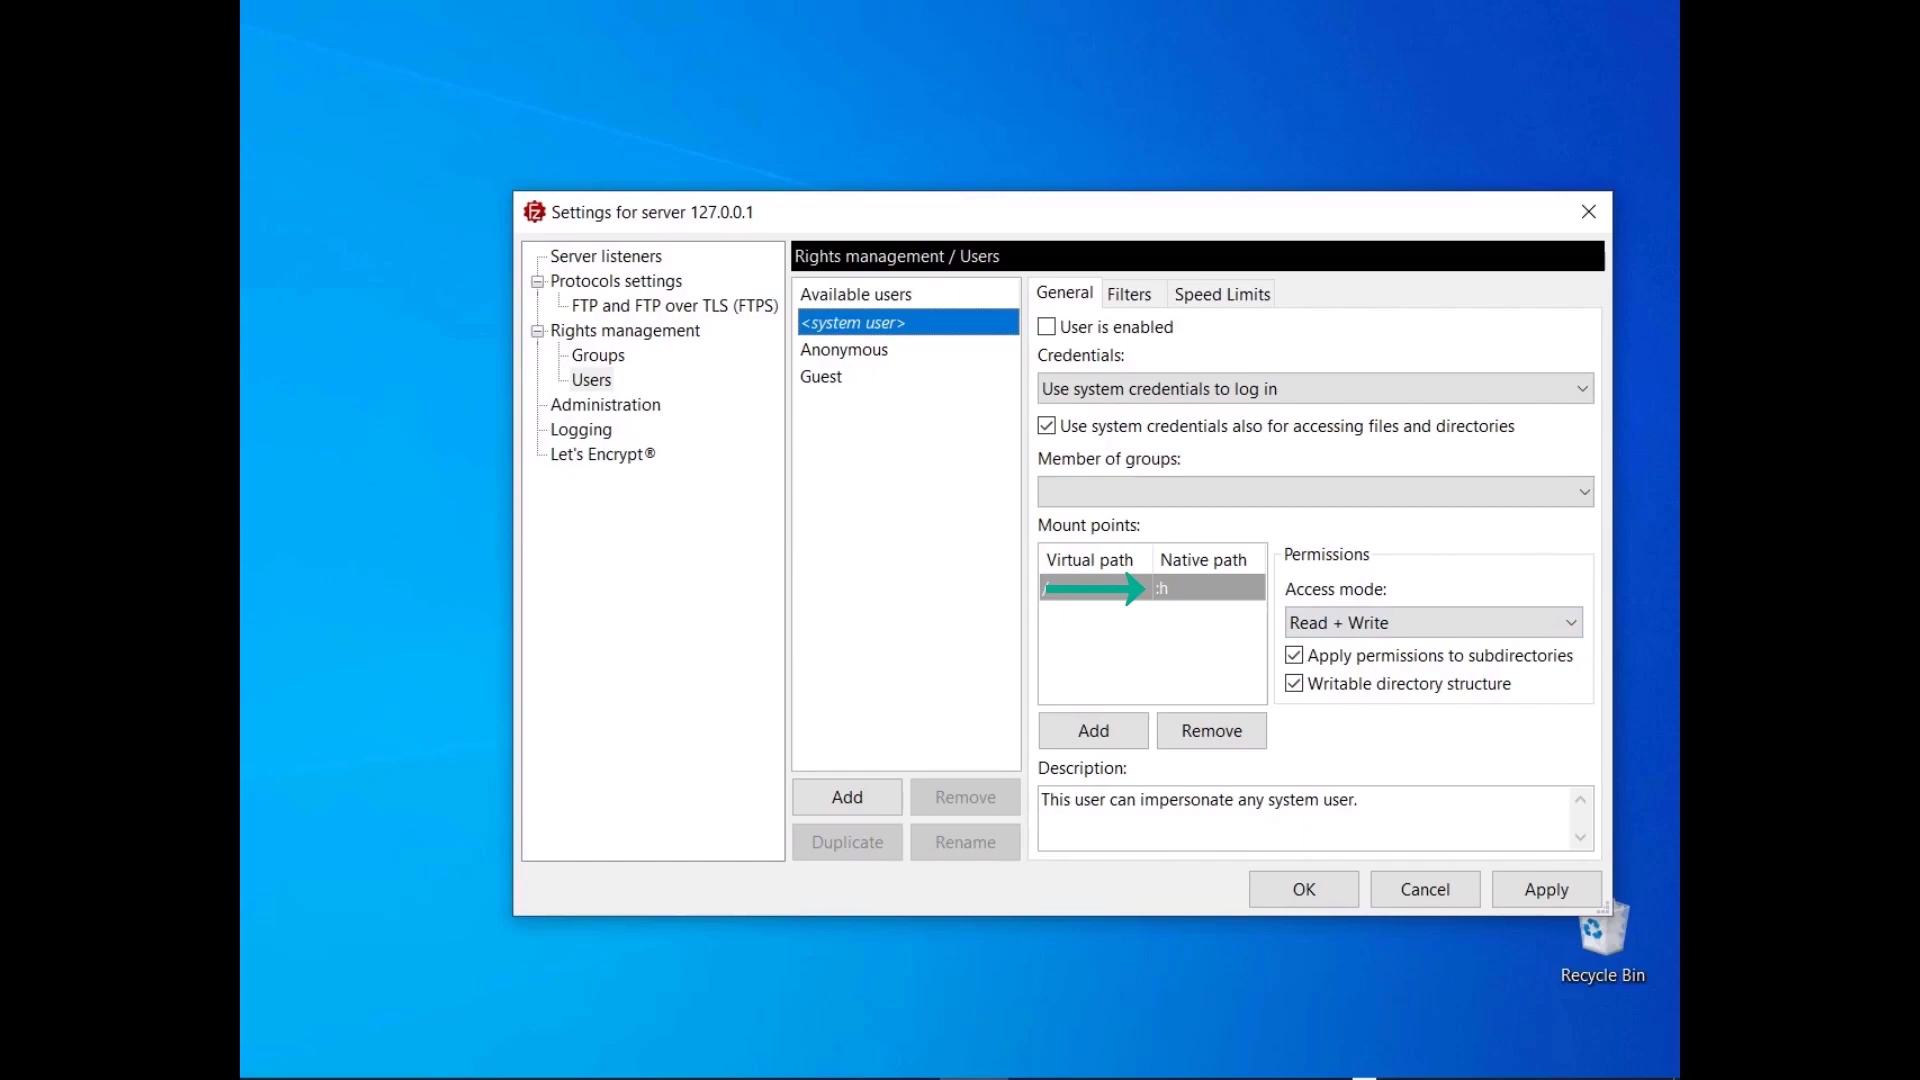 Settings for server 127.0.0.1
Server listeners
Protocols settings
FTP and FTP over TLS (FTPS)
Rights management
Groups
Users
Administration
Logging
Let's Encrypt®
Rights management / Users
Available users
<system user>
Anonymous
Guest
Add
Remove
Duplicate
Rename
General
Filters
Speed Limits
User is enabled
Credentials:
Use system credentials to log in
Use system credentials also for accessing files and directories
Member of groups:
Mount points:
Virtual path
Native path
/
:h
Add
Remove
Permissions
Access mode:
Read + Write
Apply permissions to subdirectories
Writable directory structure
Description:
This user can impersonate any system user.
OK
Cancel
Apply
Recycle Bin